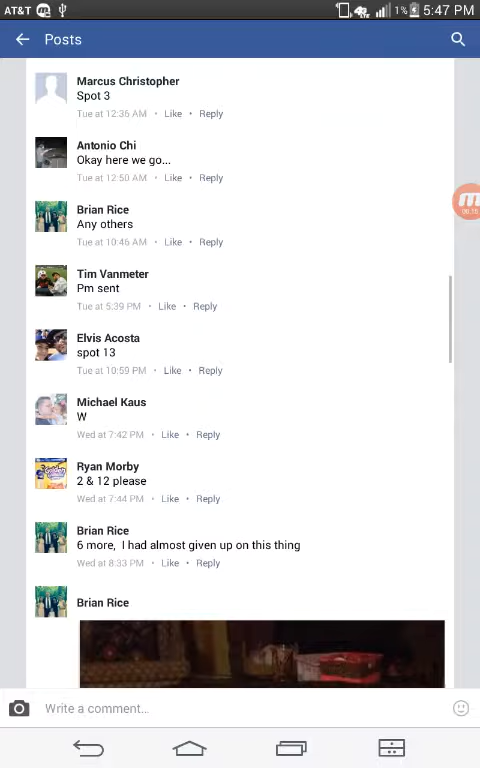 AT&T
1% 5:47 PM
Posts
Marcus Christopher
Spot 3
Tue at 12:36 AM • Like • Reply
Antonio Chi
Okay here we go...
Tue at 12:50 AM • Like • Reply
Brian Rice
Any others
Tue at 10:46 AM • Like • Reply
Tim Vanmeter
Pm sent
Tue at 5:39 PM • Like • Reply
Elvis Acosta
spot 13
Tue at 10:59 PM • Like • Reply
Michael Kaus
W
Wed at 7:42 PM • Like • Reply
Ryan Morby
2 & 12 please
Wed at 7:44 PM • Like • Reply
Brian Rice
6 more, I had almost given up on this thing
Wed at 8:33 PM • Like • Reply
Brian Rice
Write a comment...